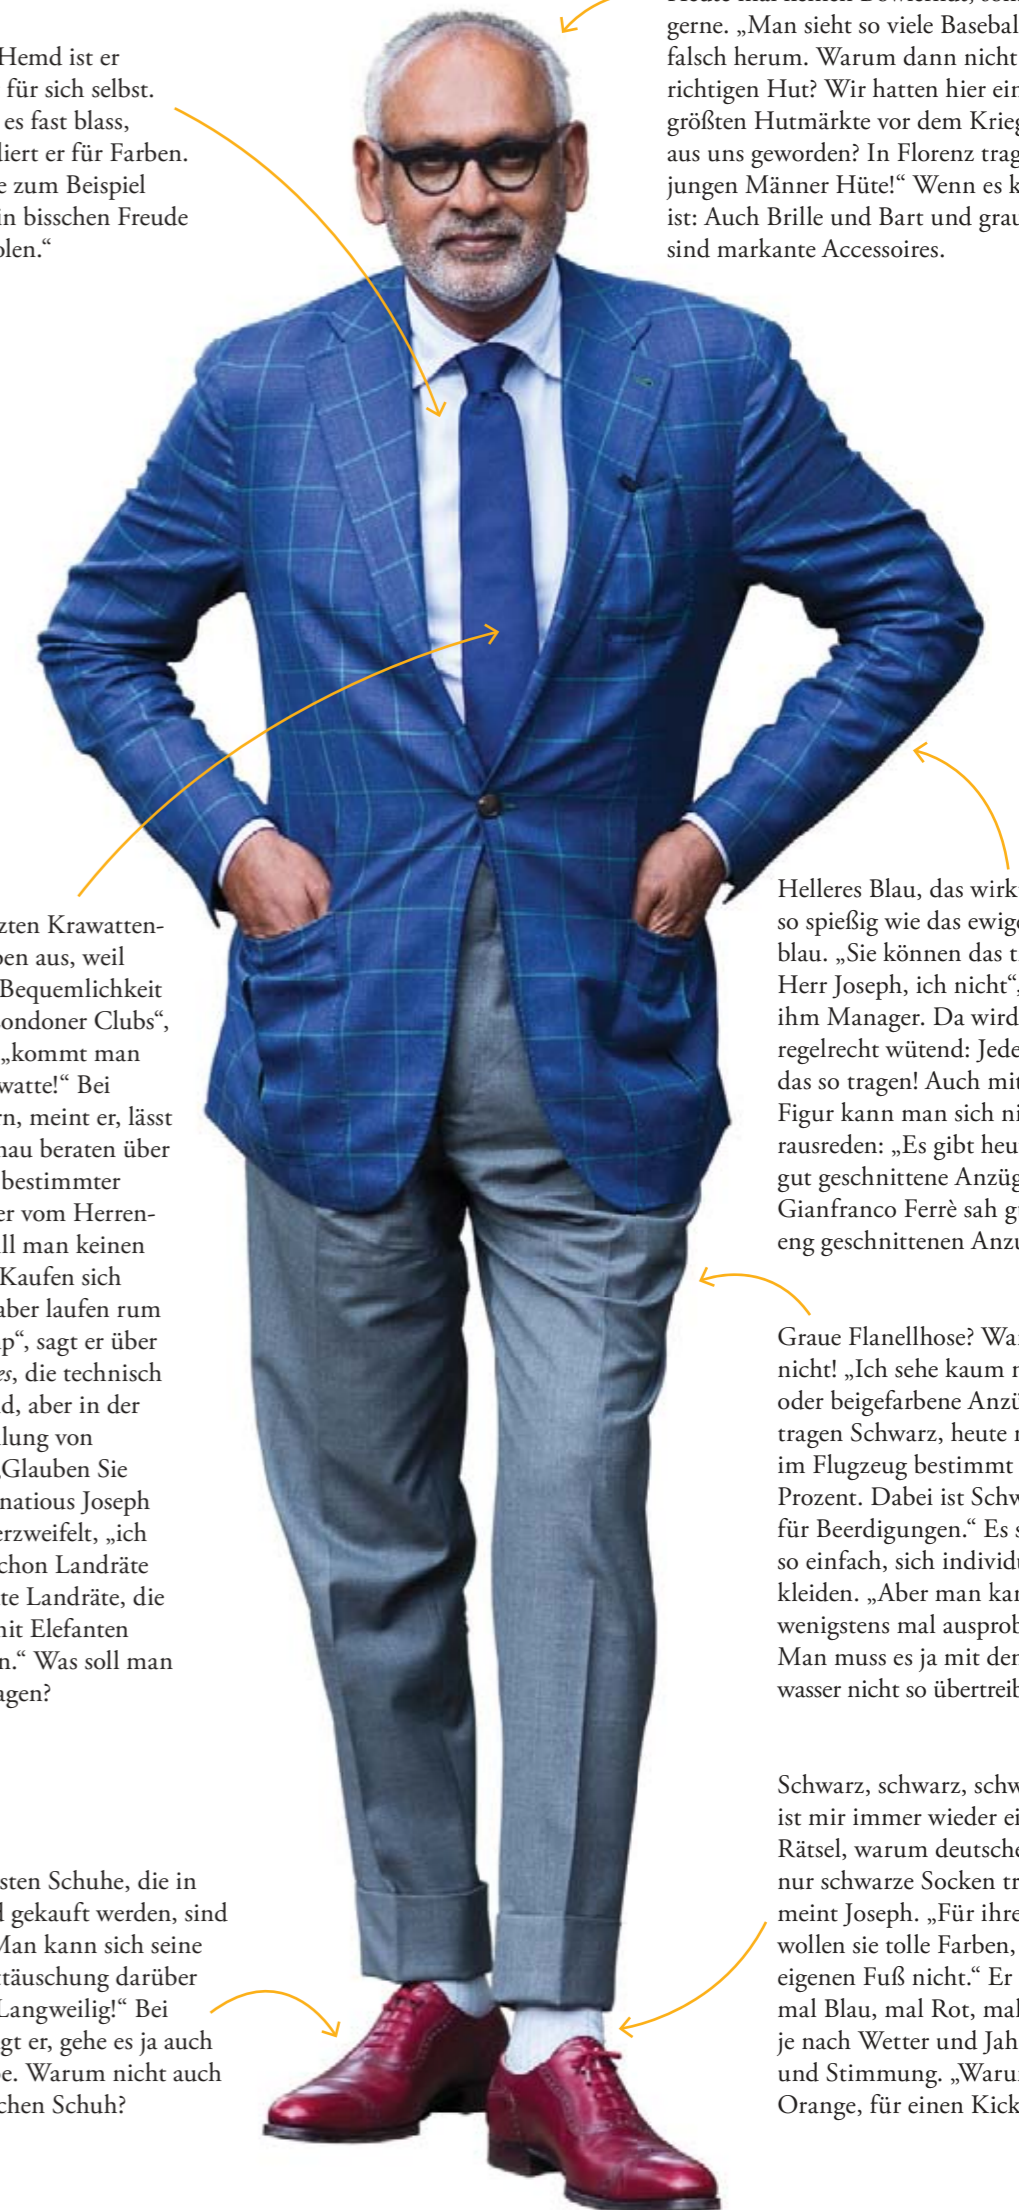 Hemd ist er
für sich selbst.
es fast blass,
diert er für Farben.
zum Beispiel
in bisschen Freude
gerne. „Man sieht so viele Basebal
falsch herum. Warum dann nicht
richtigen Hut? Wir hatten hier ein
größten Hutmärkte vor dem Krieg
aus uns geworden? In Florenz trag
jungen Männer Hüte!“ Wenn es k
ist: Auch Brille und Bart und grau
sind markante Accessoires.
zten Krawatten-
ben aus, weil
Bequemlichkeit
ondoner Clubs“,
„kommt man
watte!“ Bei
rn, meint er, lässt
nau beraten über
bestimmter
er vom Herren-
ill man keinen
Kaufen sich
aber laufen rum
p“, sagt er über
es, die technisch
d, aber in der
lung von
Glauben Sie
natious Joseph
erzweifelt, „ich
schon Landräte
te Landräte, die
mit Elefanten
n.“ Was soll man
agen?
Helleres Blau, das wirk
so spießig wie das ewige
blau. „Sie können das t
Herr Joseph, ich nicht“,
ihm Manager. Da wird
regelrecht wütend: Jede
das so tragen! Auch mit
Figur kann man sich ni
rausreden: „Es gibt heu
gut geschnittene Anzüg
Gianfranco Ferrè sah g
eng geschnittenen Anzu
Graue Flanellhose? War
nicht! „Ich sehe kaum n
oder beigefarbene Anzü
tragen Schwarz, heute m
im Flugzeug bestimmt
Prozent. Dabei ist Schw
für Beerdigungen.“ Es s
so einfach, sich individu
kleiden. „Aber man kan
wenigstens mal ausprob
Man muss es ja mit den
wasser nicht so übertreib
sten Schuhe, die in
d gekauft werden, sind
Man kann sich seine
ttäuschung darüber
Langweilig!“ Bei
gt er, gehe es ja auch
be. Warum nicht auch
chen Schuh?
Schwarz, schwarz, schw
ist mir immer wieder ei
Rätsel, warum deutsche
nur schwarze Socken tr
meint Joseph. „Für ihre
wollen sie tolle Farben,
eigenen Fuß nicht.“ Er
mal Blau, mal Rot, mal
je nach Wetter und Jah
und Stimmung. „Waru
Orange, für einen Kick